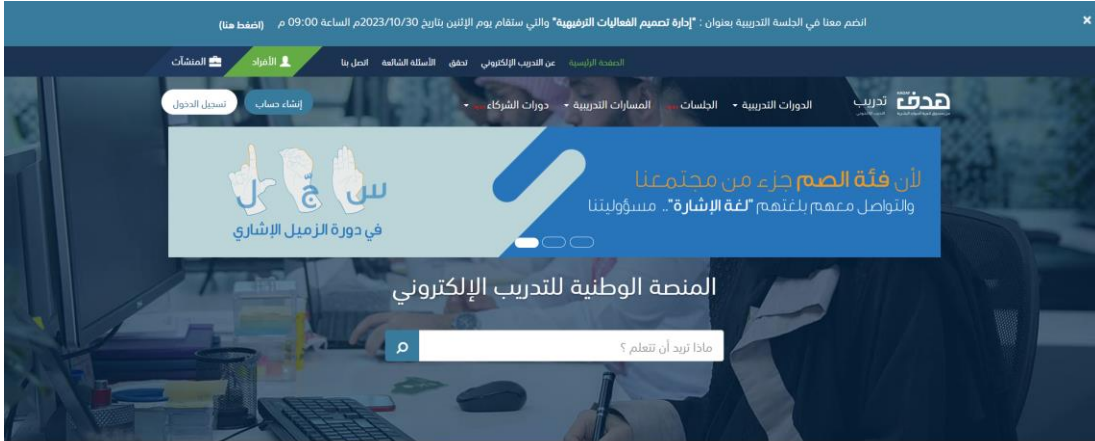 انضم معنا في الجلسة التدريبية بعنوان : "إدارة تصميم الفعاليات الترفيهية" والتي ستقام يوم الإثنين بتاريخ 2023/10/30م الساعة 09:00 م (اضغط هنا)
الصفحة الرئيسية عن التدريب الإلكتروني تحقق الأسئلة الشائعة اتصل بنا الأفراد المنشآت
هدف تدريب الدورات التدريبية الجلسات المسارات التدريبية دورات الشركاء إنشاء حساب تسجيل الدخول
لأن فئة الصم جزء من مجتمعنا
والتواصل معهم بلغتهم "لغة الإشارة".. مسؤوليتنا
س جّ ل
في دورة الزميل الإشاري
المنصة الوطنية للتدريب الإلكتروني
ماذا تريد أن تتعلم ؟